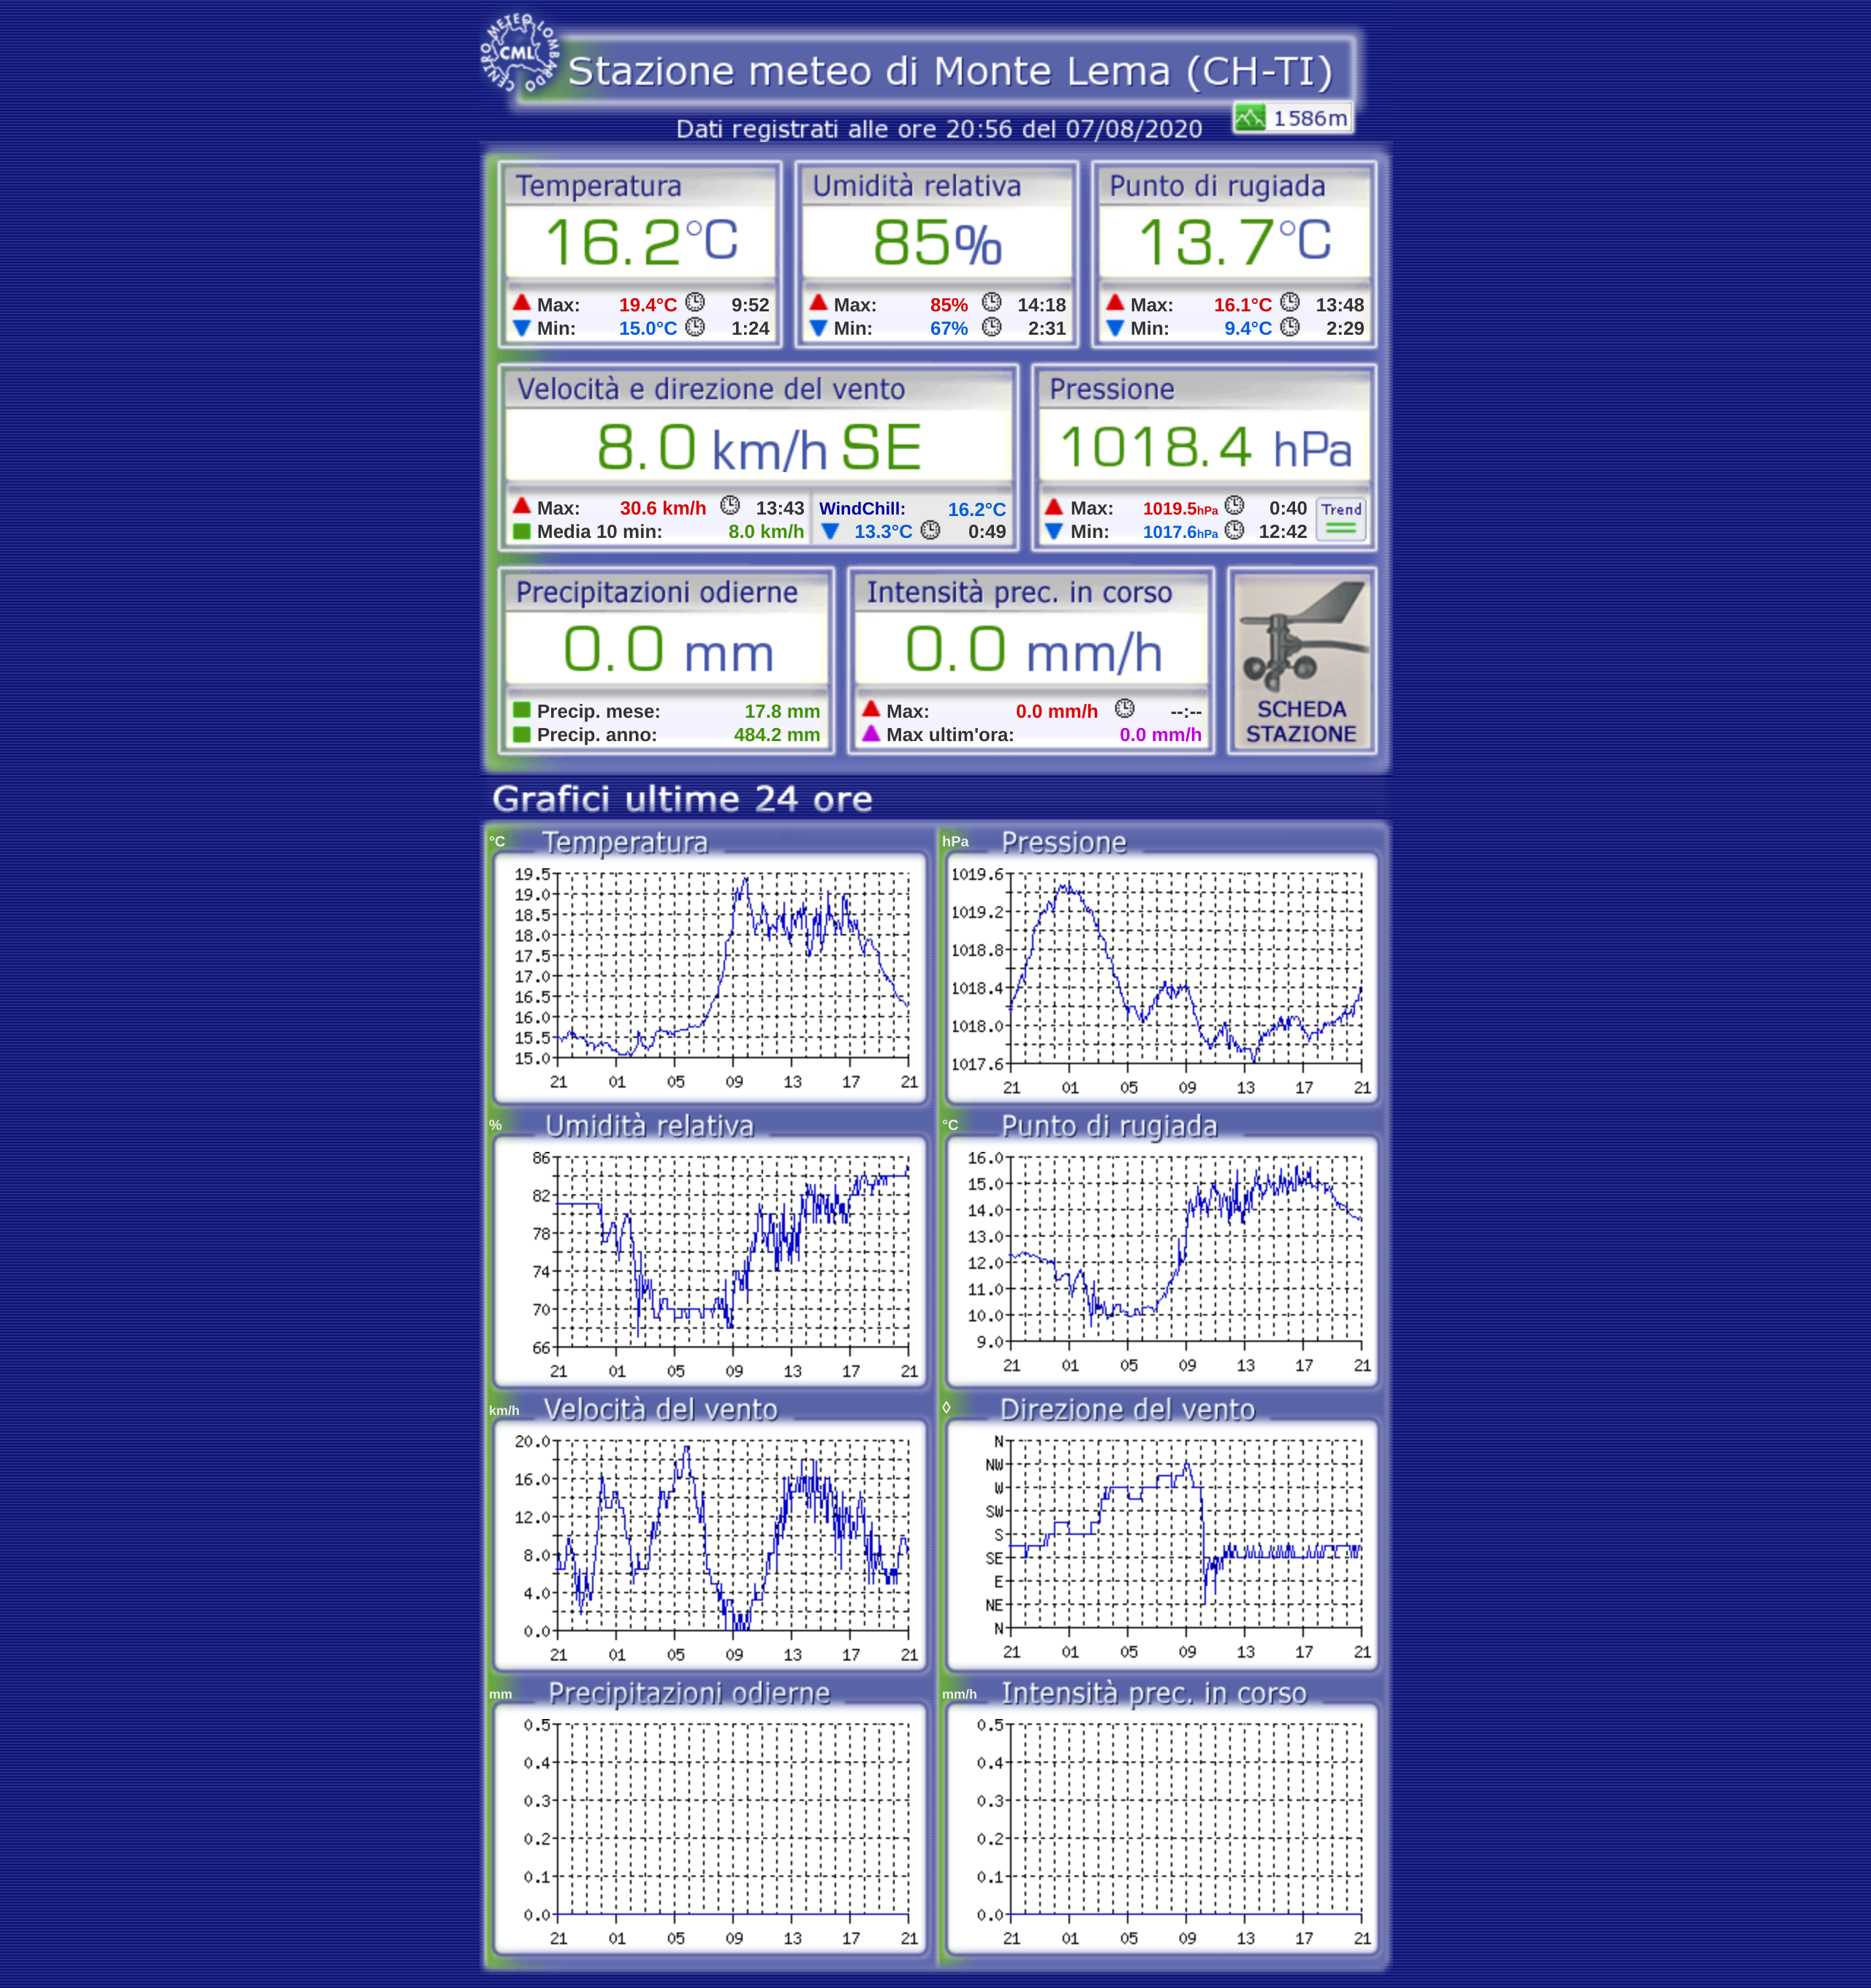 CENTRO METEO LOMBARDO
CML
Stazione meteo di Monte Lema (CH-TI)
1586m
Dati registrati alle ore 20:56 del 07/08/2020
Temperatura
16.2°C
Max: 19.4°C 9:52
Min: 15.0°C 1:24
Umidità relativa
85%
Max: 85% 14:18
Min: 67% 2:31
Punto di rugiada
13.7°C
Max: 16.1°C 13:48
Min: 9.4°C 2:29
Velocità e direzione del vento
8.0 km/h SE
Max: 30.6 km/h 13:43
Media 10 min: 8.0 km/h
WindChill: 16.2°C
13.3°C 0:49
Pressione
1018.4 hPa
Max: 1019.5hPa 0:40
Min: 1017.6hPa 12:42
Trend
Precipitazioni odierne
0.0 mm
Precip. mese: 17.8 mm
Precip. anno: 484.2 mm
Intensità prec. in corso
0.0 mm/h
Max: 0.0 mm/h --:--
Max ultim'ora: 0.0 mm/h
SCHEDA
STAZIONE
Grafici ultime 24 ore
°C Temperatura
19.5
19.0
18.5
18.0
17.5
17.0
16.5
16.0
15.5
15.0
21 01 05 09 13 17 21
hPa Pressione
1019.6
1019.2
1018.8
1018.4
1018.0
1017.6
21 01 05 09 13 17 21
% Umidità relativa
86
82
78
74
70
66
21 01 05 09 13 17 21
°C Punto di rugiada
16.0
15.0
14.0
13.0
12.0
11.0
10.0
9.0
21 01 05 09 13 17 21
km/h Velocità del vento
20.0
16.0
12.0
8.0
4.0
0.0
21 01 05 09 13 17 21
◊ Direzione del vento
N
NW
W
SW
S
SE
E
NE
N
21 01 05 09 13 17 21
mm Precipitazioni odierne
0.5
0.4
0.3
0.2
0.1
0.0
21 01 05 09 13 17 21
mm/h Intensità prec. in corso
0.5
0.4
0.3
0.2
0.1
0.0
21 01 05 09 13 17 21